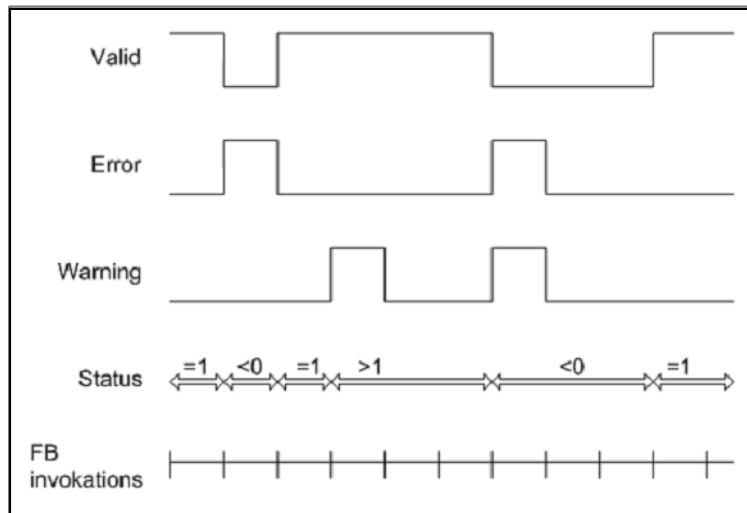 Valid
Error
Warning
Status =1 <0 =1 >1 <0 =1
FB
invokations